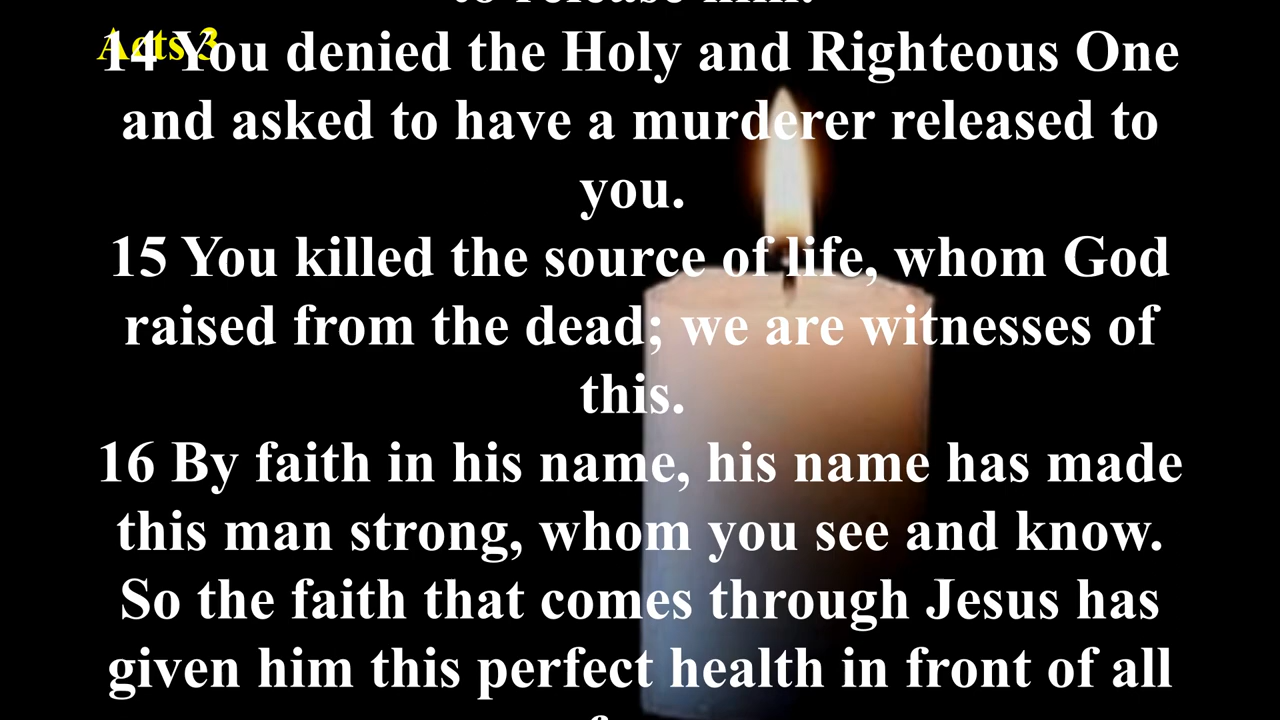 to release him.
Acts 3
14 You denied the Holy and Righteous One
and asked to have a murderer released to
you.
15 You killed the source of life, whom God
raised from the dead; we are witnesses of
this.
16 By faith in his name, his name has made
this man strong, whom you see and know.
So the faith that comes through Jesus has
given him this perfect health in front of all